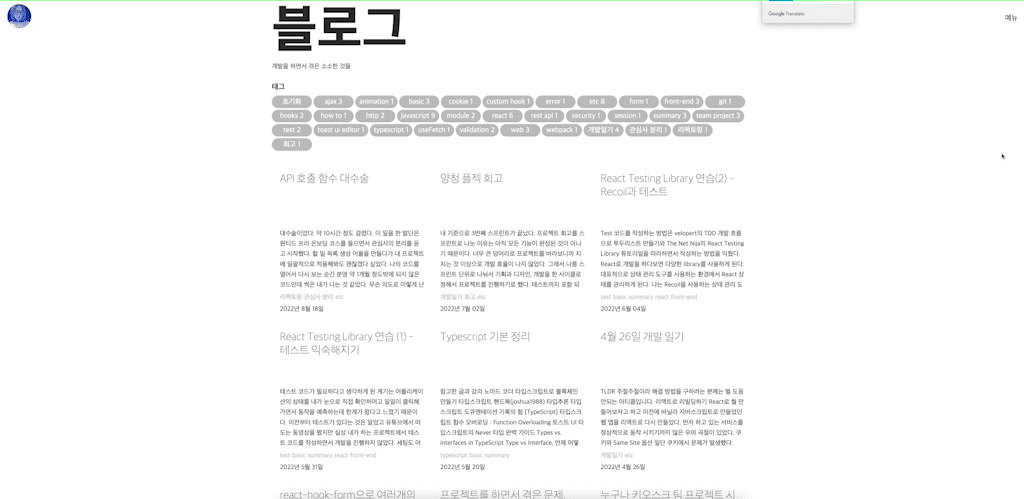 블로그
Google Translate
메뉴
개발을 하면서 겪은 소소한 것들
태그
초기화 ajax 3 animation 1 basic 3 cookie 1 custom hook 1 error 1 etc 8 form 1 front-end 3 git 1
hooks 2 how to 1 http 2 javascript 9 module 2 react 6 rest api 1 security 1 session 1 summary 3 team project 3
test 2 toast ui editor 1 typescript 1 useFetch 1 validation 2 web 3 webpack 1 개발일기 4 관심사 분리 1 리팩토링 1
회고 1
API 호출 함수 대수술
대수술이었다. 약 10시간 정도 걸렸다. 이 일을 한 발단은
원티드 프리 온보딩 코스를 들으면서 관심사의 분리를 듣
고 시작했다. 할 일 목록 생성 어플을 만들다가 내 프로젝트
에 일괄적으로 적용해봐도 괜찮겠다 싶었다. 나의 코드를
열어서 다시 보는 순간 분명 약 1개월 정도밖에 되지 않은
코드인데 썩은 내가 나는 것 같았다. 무슨 의도로 이렇게 난
리팩토링 관심사 분리 etc
2022년 8월 18일
양청 플젝 회고
내 기준으로 3번째 스프린트가 끝났다. 프로젝트 회고를 스
프린트로 나눈 이유는 아직 모든 기능이 완성된 것이 아니
기 때문이다. 너무 큰 덩어리로 프로젝트를 바라보니까 지
치는 것 이상으로 개발 효율이 나지 않았다. 그래서 나름 스
프린트 단위로 나눠서 기획과 디자인, 개발을 한 사이클로
정해서 프로젝트를 진행하기로 했다. 테스트까지 포함 되
개발일기 회고 etc
2022년 7월 02일
React Testing Library 연습(2) -
Recoil과 테스트
Test 코드를 작성하는 방법은 velopert의 TDD 개발 흐름
으로 투두리스트 만들기와 The Net Nija의 React Testing
Library 튜토리얼을 따라하면서 작성하는 방법을 익혔다.
React로 개발을 하다보면 다양한 library를 사용하게 된다.
대표적으로 상태 관리 도구를 사용하는 환경에서 React 상
태를 관리하게 된다. 나는 Recoil을 사용하는 상태 관리 도
test basic summary react front-end
2022년 6월 04일
React Testing Library 연습 (1) -
테스트 익숙해지기
테스트 코드가 필요하다고 생각하게 된 계기는 어플리케이
션의 상태를 내가 눈으로 직접 확인하며고 일일이 클릭해
가면서 동작을 예측하는데 한계가 왔다고 느꼈기 때문이
다. 이전부터 테스트가 있다는 것은 알았고 유튜브에서 떠
도는 동영상을 봤지만 실상 내가 하는 프로젝트에서 테스
트 코드를 작성하면서 개발을 진행하지 않았다. 세팅도 어
test basic summary react front-end
2022년 5월 31일
Typescript 기본 정리
참고한 글과 강의 노마드 코더 타입스크립트로 블록체인
만들기 타입스크립트 핸드북(joshua1988) 타입추론 타입
스크립트 도큐멘테이션 기록의 힘 [TypeScript] 타입스크
립트 함수 오버로딩 : Function Overloading 토스트 UI 타
입스크립트의 Never 타입 완벽 가이드 Types vs.
interfaces in TypeScript Type vs Interface, 언제 어떻
typescript basic summary
2022년 5월 20일
4월 26일 개발 일기
TLDR 주절주절이라 해결 방법을 구하려는 분께는 별 도움
안되는 아티클입니다. 리액트로 리빌딩하기 React로 뭘 만
들어보자고 하고 이전에 바닐라 자바스크립트로 만들었던
웹 앱을 리액트로 다시 만들었다. 먼저 하고 있는 서비스를
정상적으로 동작 시키기까지 많은 우여 곡절이 있었다. 쿠
키와 Same Site 옵션 일단 쿠키에서 문제가 발생했다.
개발일기 etc
2022년 4월 26일
react-hook-form으로 여러개의
프로젝트를 하면서 겪은 문제,
누구나 키오스크 팀 프로젝트 시